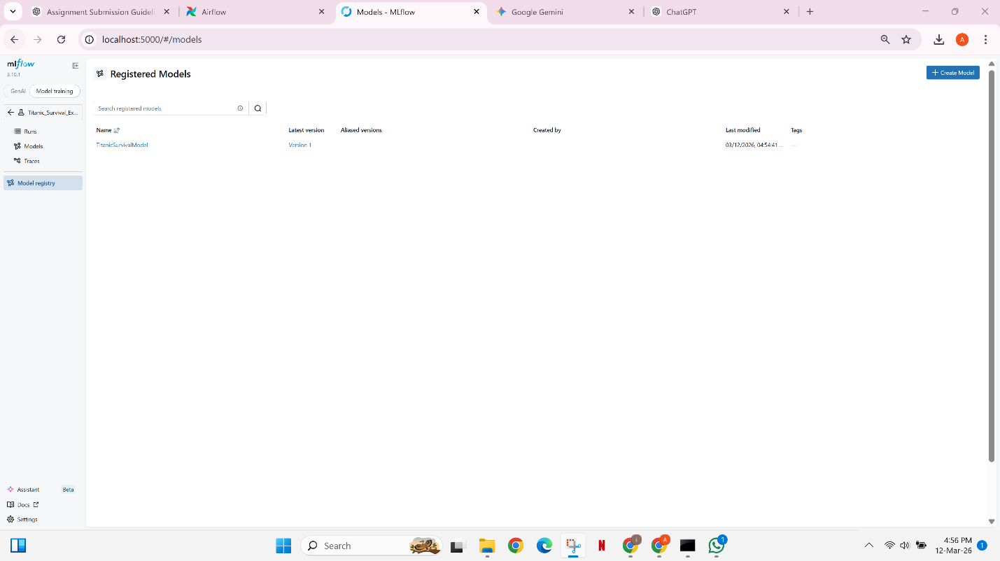 Assignment Submission Guideli
Airflow
Models - MLflow
Google Gemini
ChatGPT
localhost:5000/#/models
A
mlflow
3.10.1
GenAI Model training
Titanic_Survival_Ex...
Runs
Models
Traces
Model registry
Assistant Beta
Docs
Settings
Registered Models
Create Model
Search registered models
Name Latest version Aliased versions Created by Last modified Tags
TitanicSurvivalModel Version 1 03/12/2026, 04:54:41 ... —
Search
N
i
A
1
4:56 PM
12-Mar-26
1